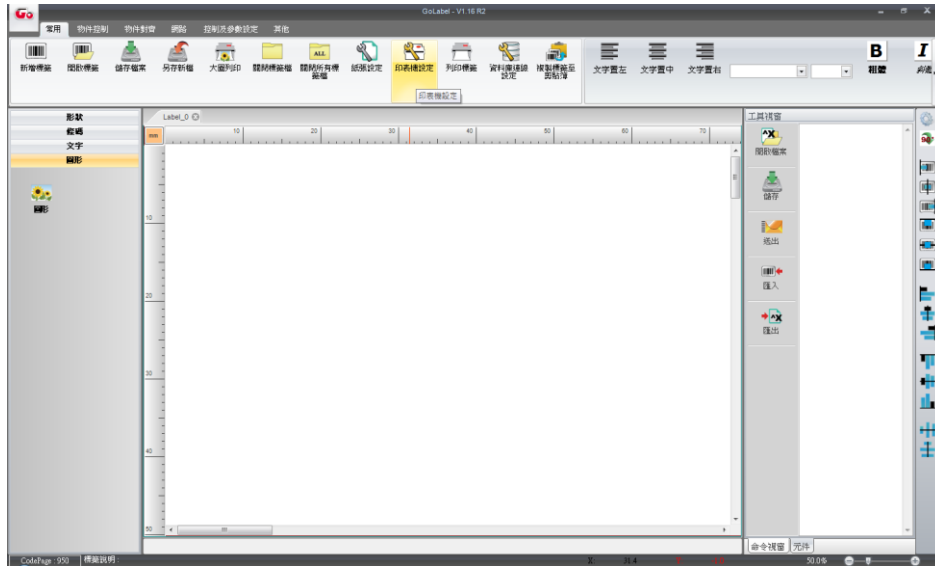 GoLabel - V1.16 R2
Go
常用 物件控制 物件對齊 網路 控制及參數設定 其他
新增標籤 開啟標籤 儲存檔案 另存新檔 大量列印 關閉標籤檔 關閉所有標籤檔 紙張設定 印表機設定 列印標籤 資料庫連線設定 複製標籤至剪貼簿 文字置左 文字置中 文字置右 粗體
ALL
B I
印表機設定
形狀
條碼
文字
圖形
圖形
Label_0
mm 10 20 30 40 50 60 70
10
20
30
40
50
工具視窗
開啟檔案
儲存
送出
匯入
匯出
命令視窗 元件
CodePage : 950 標籤說明 :
X: 31.4
50.0%